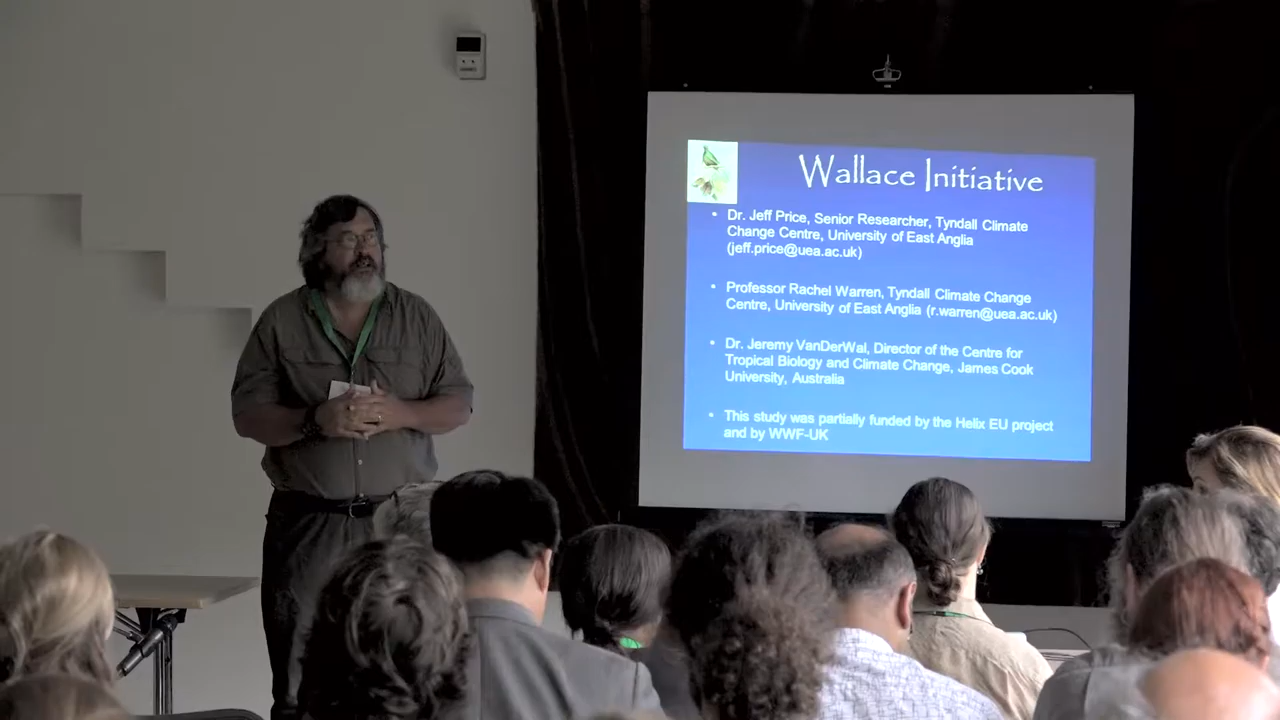 Wallace Initiative
• Dr. Jeff Price, Senior Researcher, Tyndall Climate
Change Centre, University of East Anglia
(jeff.price@uea.ac.uk)
• Professor Rachel Warren, Tyndall Climate Change
Centre, University of East Anglia (r.warren@uea.ac.uk)
• Dr. Jeremy VanDerWal, Director of the Centre for
Tropical Biology and Climate Change, James Cook
University, Australia
• This study was partially funded by the Helix EU project
and by WWF-UK